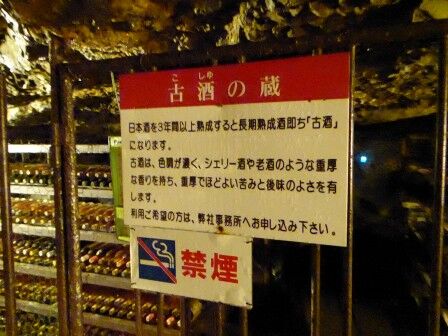 こしゅ
古酒の蔵
日本酒を3年間以上熟成すると長期熟成酒即ち「古酒」
になります。
古酒は、色調が濃く、シェリー酒や老酒のような重厚
な香りを持ち、重厚でほどよい苦みと後味のよさを有
します。
利用ご希望の方は、弊社事務所へお申し込み下さい。
禁煙